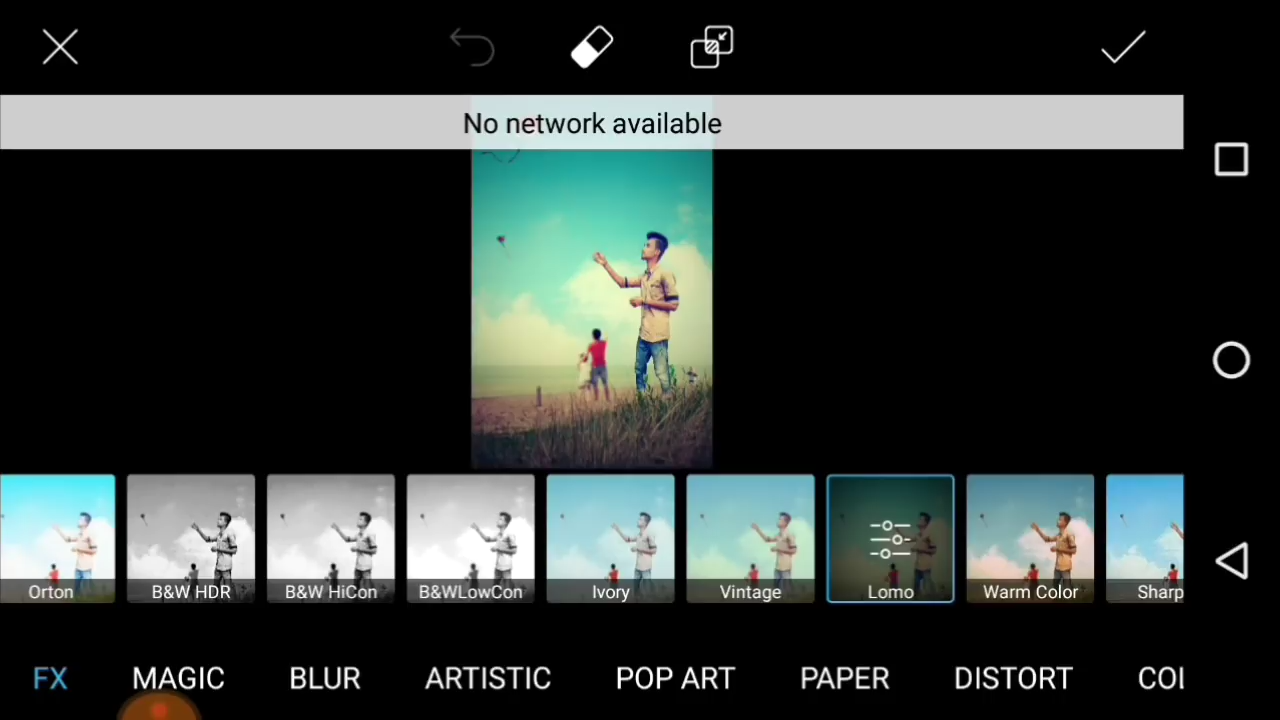 No network available
Orton
B&W HDR
B&W HiCon
B&WLowCon
Ivory
Vintage
Lomo
Warm Color
Sharp
FX
MAGIC
BLUR
ARTISTIC
POP ART
PAPER
DISTORT
COL